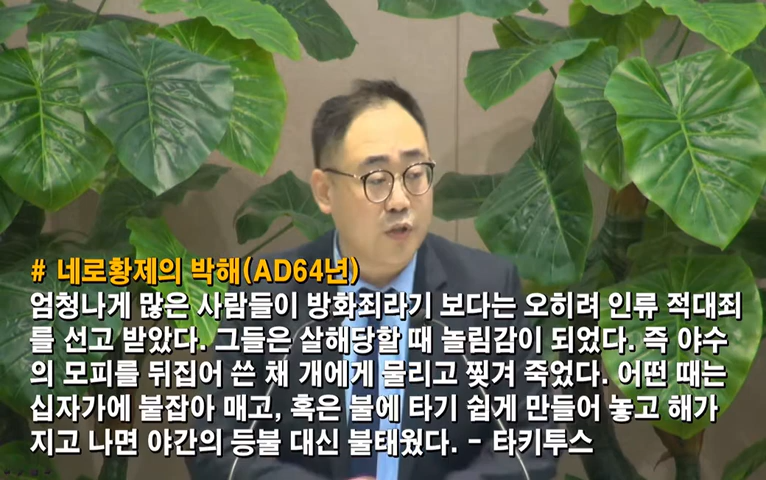 # 네로황제의 박해(AD64년)
엄청나게 많은 사람들이 방화죄라기 보다는 오히려 인류 적대죄
를 선고 받았다. 그들은 살해당할 때 놀림감이 되었다. 즉 야수
의 모피를 뒤집어 쓴 채 개에게 물리고 찢겨 죽었다. 어떤 때는
십자가에 붙잡아 매고, 혹은 불에 타기 쉽게 만들어 놓고 해가
지고 나면 야간의 등불 대신 불태웠다. - 타키투스